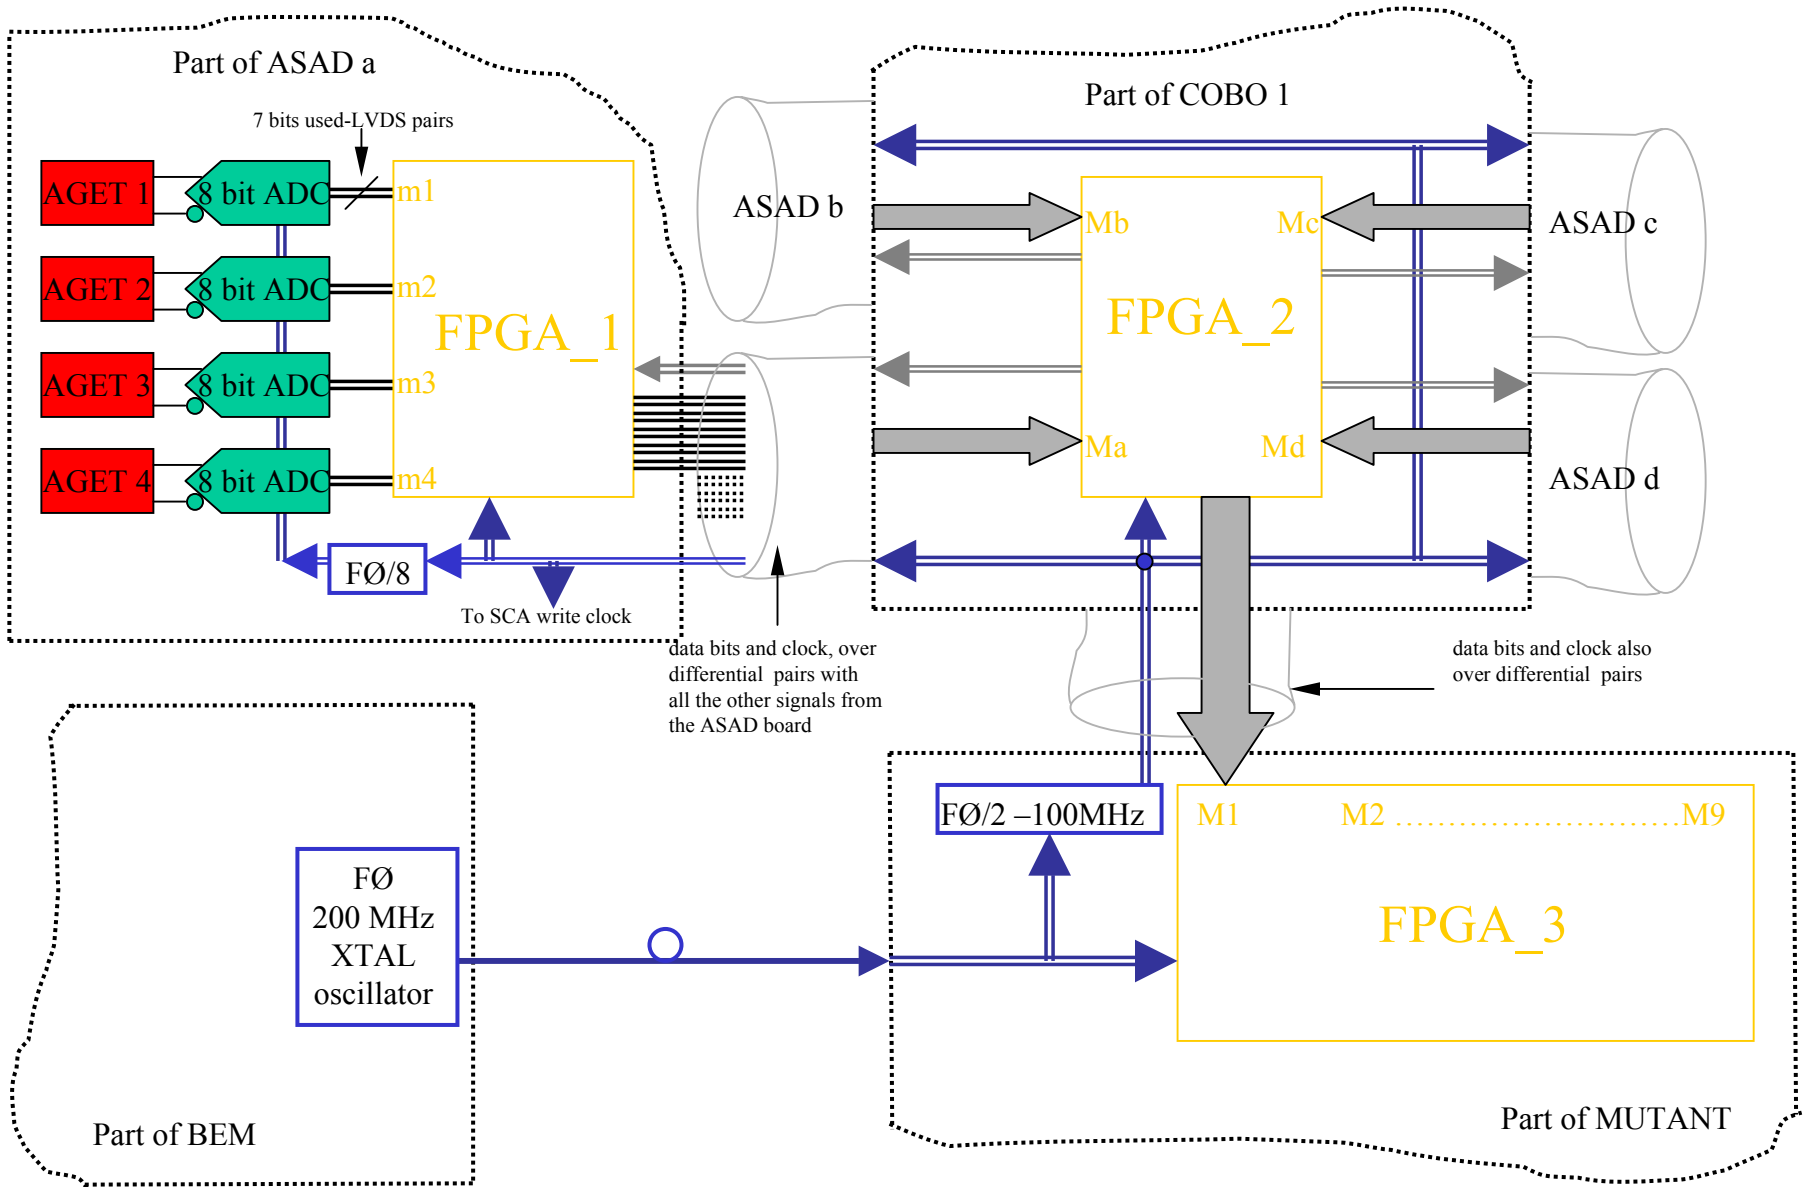 Part of ASAD a
7 bits used-LVDS pairs
AGET 1
8 bit ADC
m1
AGET 2
8 bit ADC
m2
FPGA_1
AGET 3
8 bit ADC
m3
AGET 4
8 bit ADC
m4
FØ/8
To SCA write clock
data bits and clock, over
differential pairs with
all the other signals from
the ASAD board
Part of COBO 1
ASAD b
ASAD c
Mb
Mc
FPGA_2
Ma
Md
ASAD d
data bits and clock also
over differential pairs
FØ
200 MHz
XTAL
oscillator
Part of BEM
FØ/2 –100MHz
M1
M2 ...........................M9
FPGA_3
Part of MUTANT